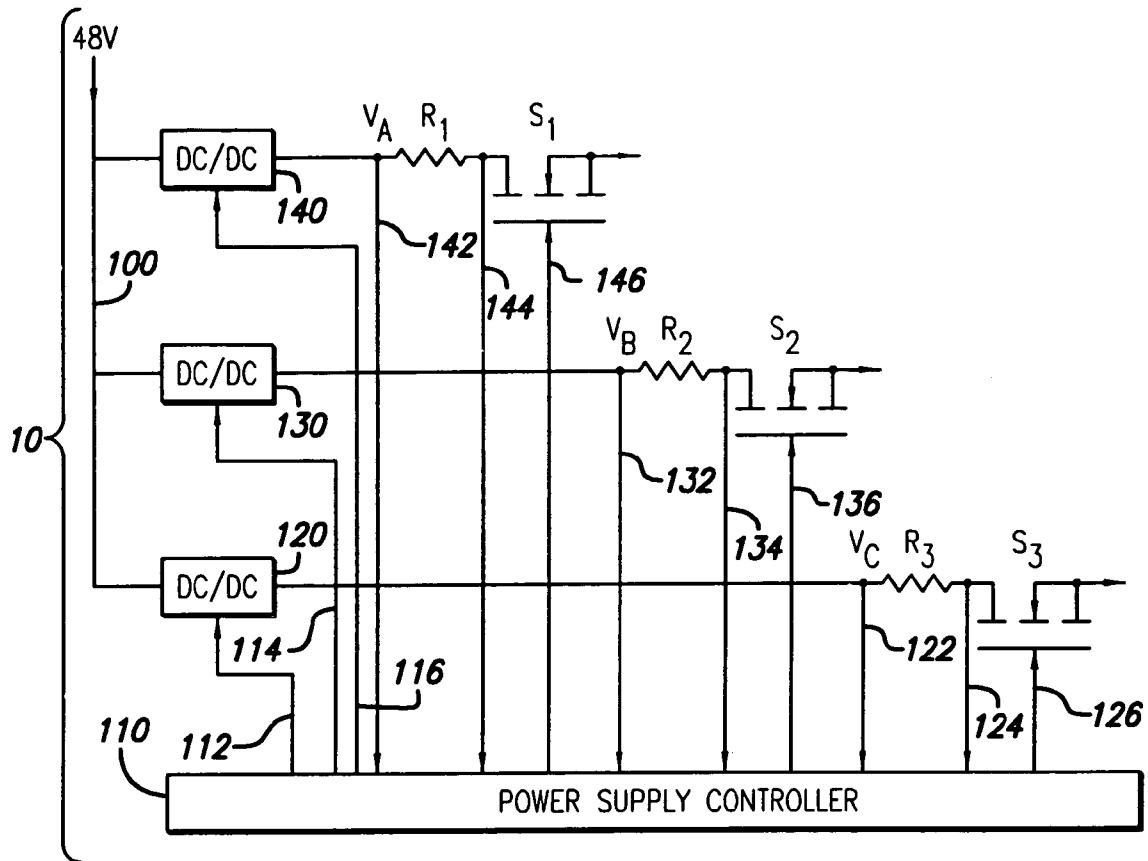 48V
V_A R_1 S_1
DC/DC
140
142
146
100
144
V_B R_2 S_2
DC/DC
130
10
132
136
120
134
V_C R_3 S_3
DC/DC
114
122
116
124
126
112
110
POWER SUPPLY CONTROLLER